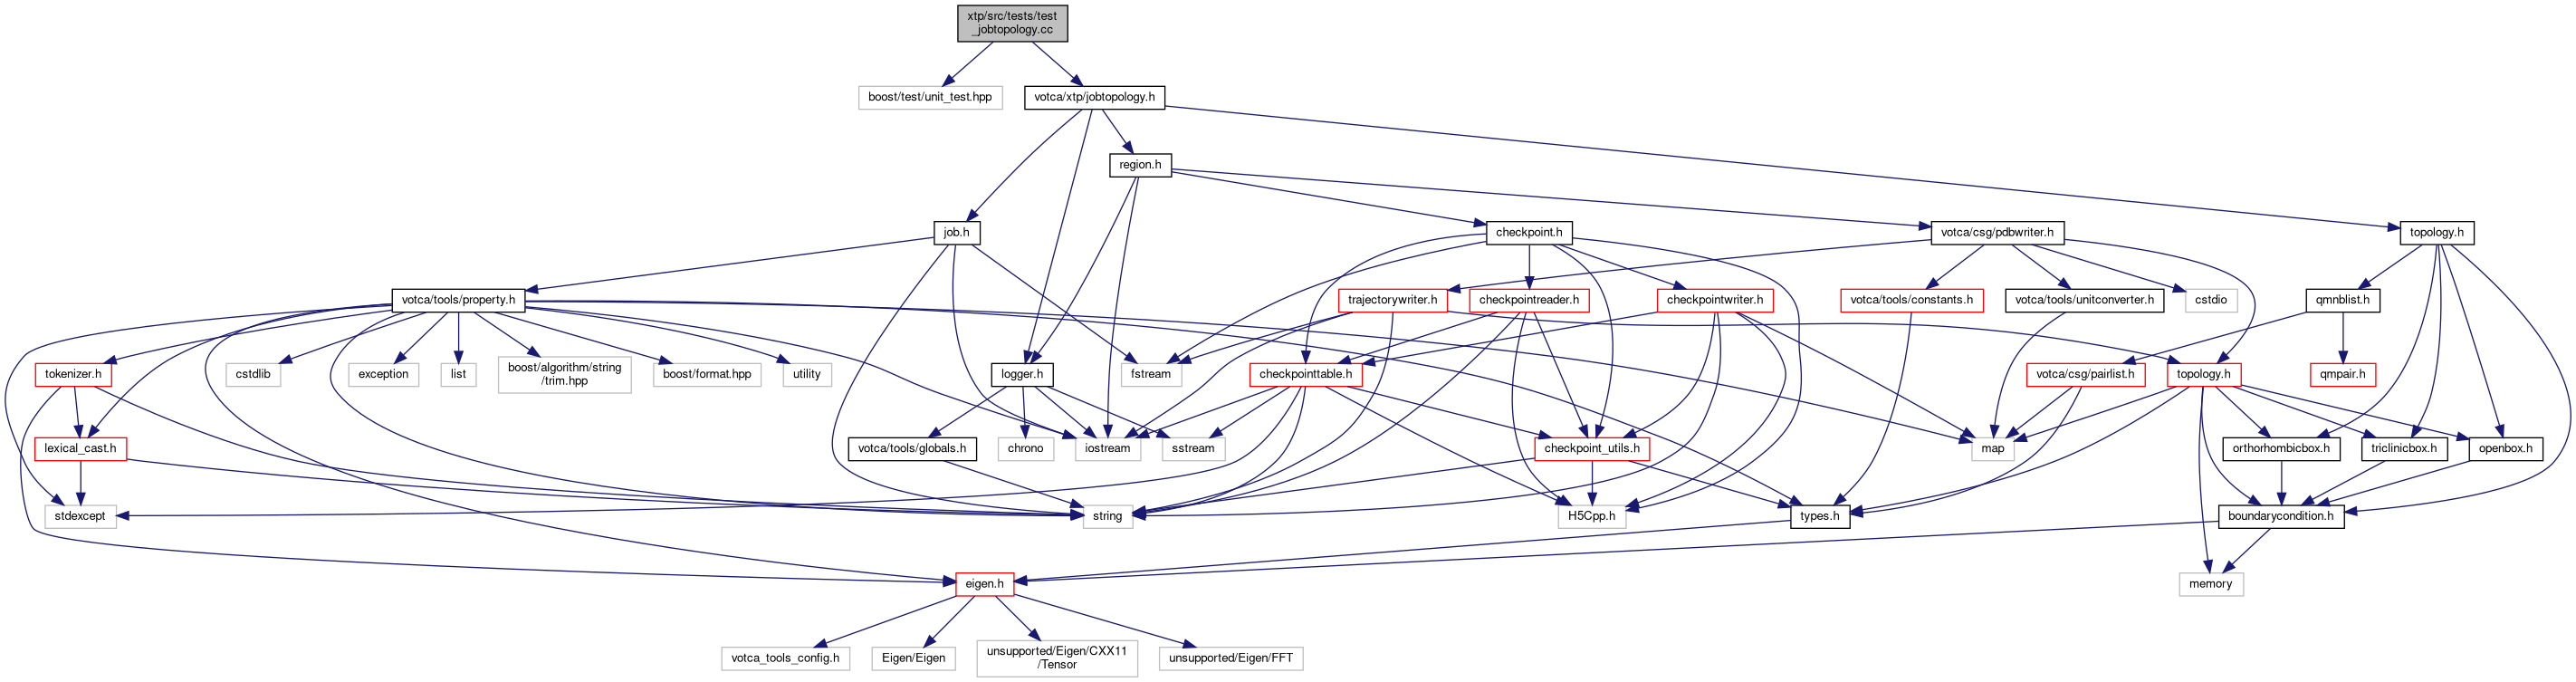 xtp/src/tests/test
_jobtopology.cc
boost/test/unit_test.hpp
votca/xtp/jobtopology.h
region.h
job.h
checkpoint.h
votca/csg/pdbwriter.h
topology.h
votca/tools/property.h
trajectorywriter.h
checkpointreader.h
checkpointwriter.h
votca/tools/constants.h
votca/tools/unitconverter.h
cstdio
qmnblist.h
tokenizer.h
cstdlib
exception
list
boost/algorithm/string
/trim.hpp
boost/format.hpp
utility
logger.h
fstream
checkpointtable.h
votca/csg/pairlist.h
topology.h
qmpair.h
lexical_cast.h
votca/tools/globals.h
chrono
iostream
sstream
checkpoint_utils.h
map
orthorhombicbox.h
triclinicbox.h
openbox.h
stdexcept
string
H5Cpp.h
types.h
boundarycondition.h
eigen.h
memory
votca_tools_config.h
Eigen/Eigen
unsupported/Eigen/CXX11
/Tensor
unsupported/Eigen/FFT